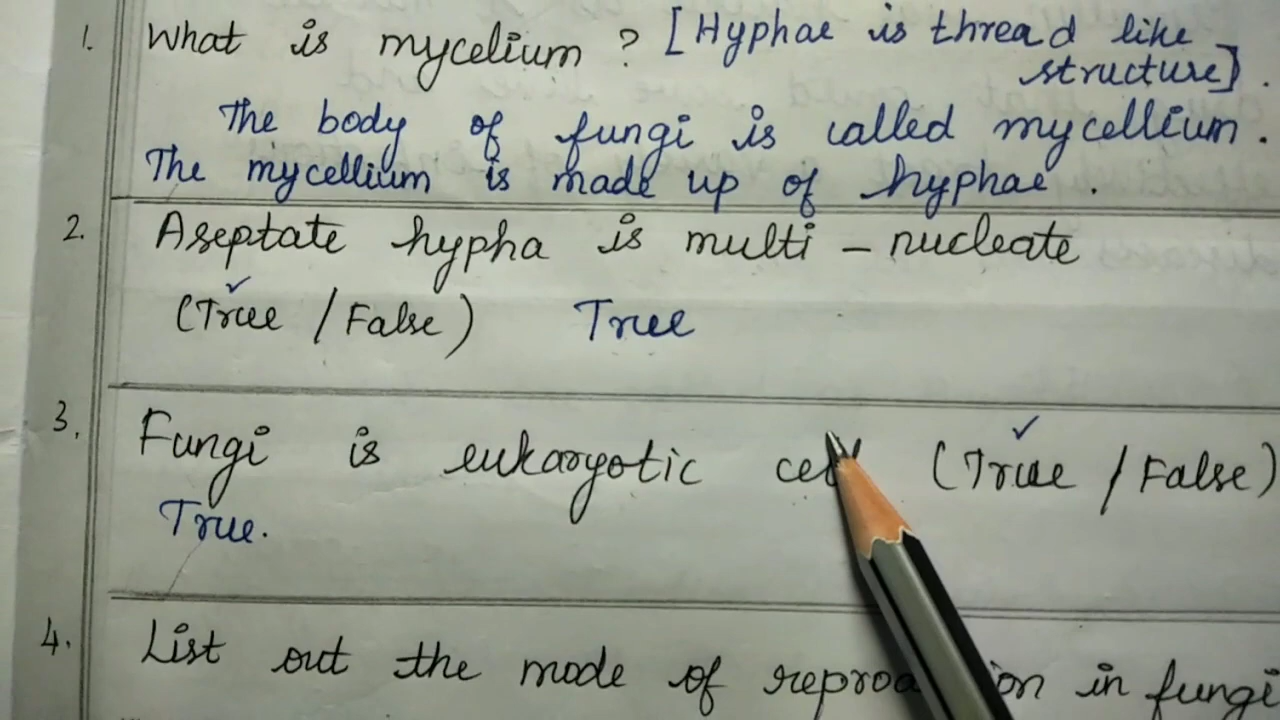 1. What is mycelium ? [Hyphae is thread like
structure].
The body of fungi is called mycellium.
The mycellium is made up of hyphae.
2. Aseptate hypha is multi - nucleate
(True / False) True
3. Fungi is eukaryotic cell (True / False)
True.
4. List out the mode of in fungi